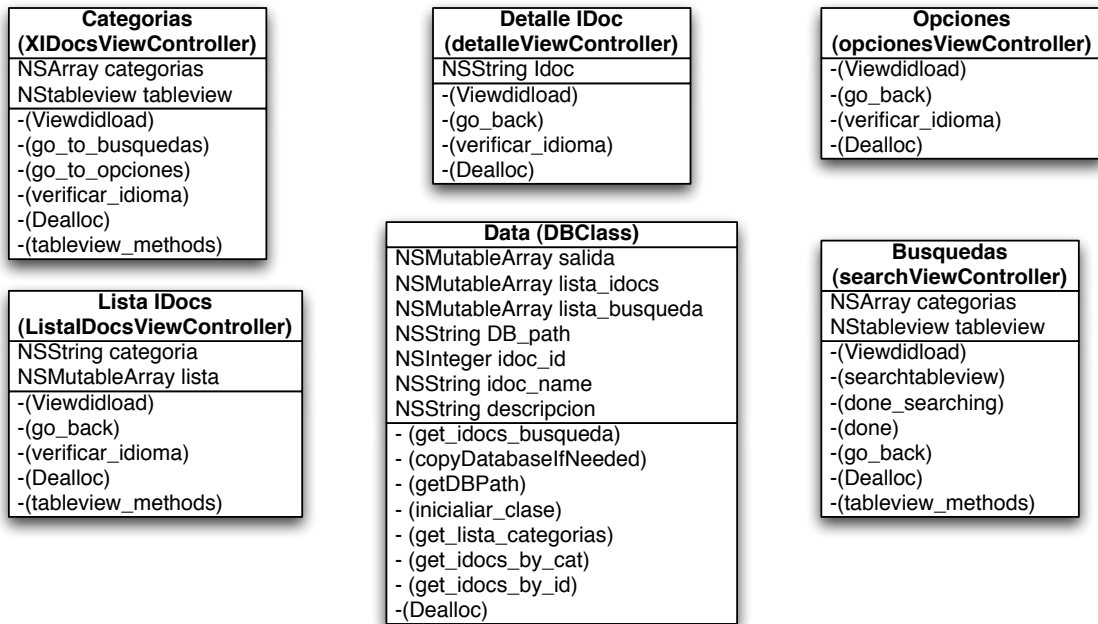 Categorias
(XIDocsViewController)
NSArray categorias
NStableview tableview
-(Viewdidload)
-(go_to_busquedas)
-(go_to_opciones)
-(verificar_idioma)
-(Dealloc)
-(tableview_methods)
Lista IDocs
(ListaIDocsViewController)
NSString categoria
NSMutableArray lista
-(Viewdidload)
-(go_back)
-(verificar_idioma)
-(Dealloc)
-(tableview_methods)
Detalle IDoc
(detalleViewController)
NSString Idoc
-(Viewdidload)
-(go_back)
-(verificar_idioma)
-(Dealloc)
Data (DBClass)
NSMutableArray salida
NSMutableArray lista_idocs
NSMutableArray lista_busqueda
NSString DB_path
NSInteger idoc_id
NSString idoc_name
NSString descripcion
- (get_idocs_busqueda)
- (copyDatabaseIfNeeded)
- (getDBPath)
- (inicialiar_clase)
- (get_lista_categorias)
- (get_idocs_by_cat)
- (get_idocs_by_id)
-(Dealloc)
Opciones
(opcionesViewController)
-(Viewdidload)
-(go_back)
-(verificar_idioma)
-(Dealloc)
Busquedas
(searchViewController)
NSArray categorias
NStableview tableview
-(Viewdidload)
-(searchtableview)
-(done_searching)
-(done)
-(go_back)
-(Dealloc)
-(tableview_methods)